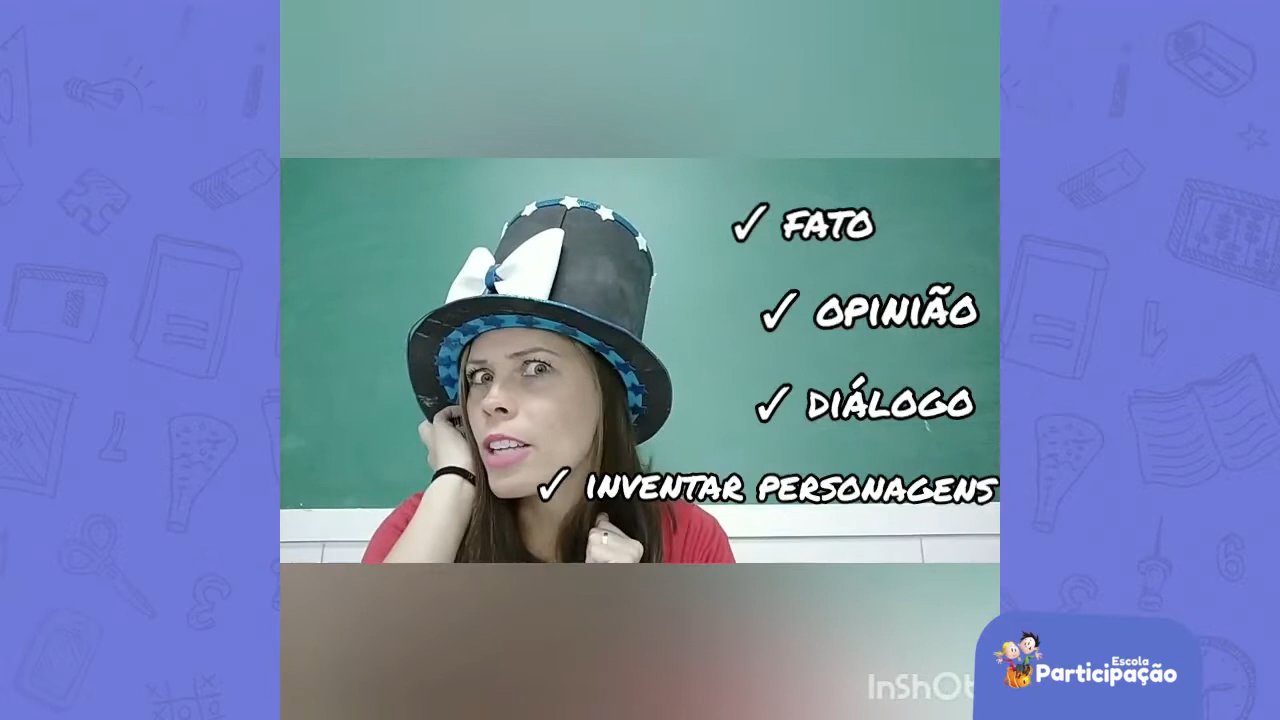 ✓ FATO
✓ OPINIÃO
✓ DIÁLOGO
✓ INVENTAR PERSONAGENS
InShOt
Escola
Participação